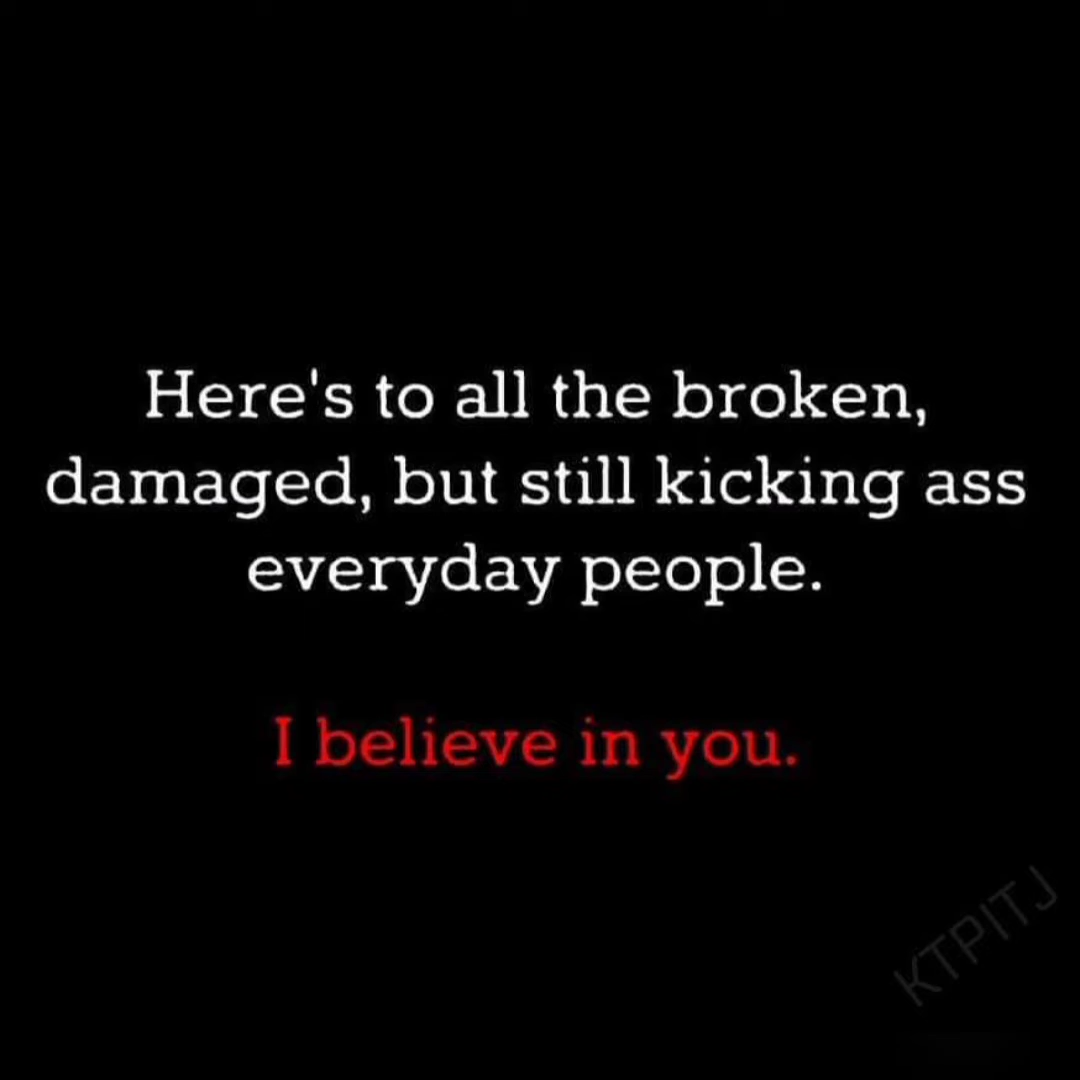 Here's to all the broken,
damaged, but still kicking ass
everyday people.
I believe in you.
KTPITJ